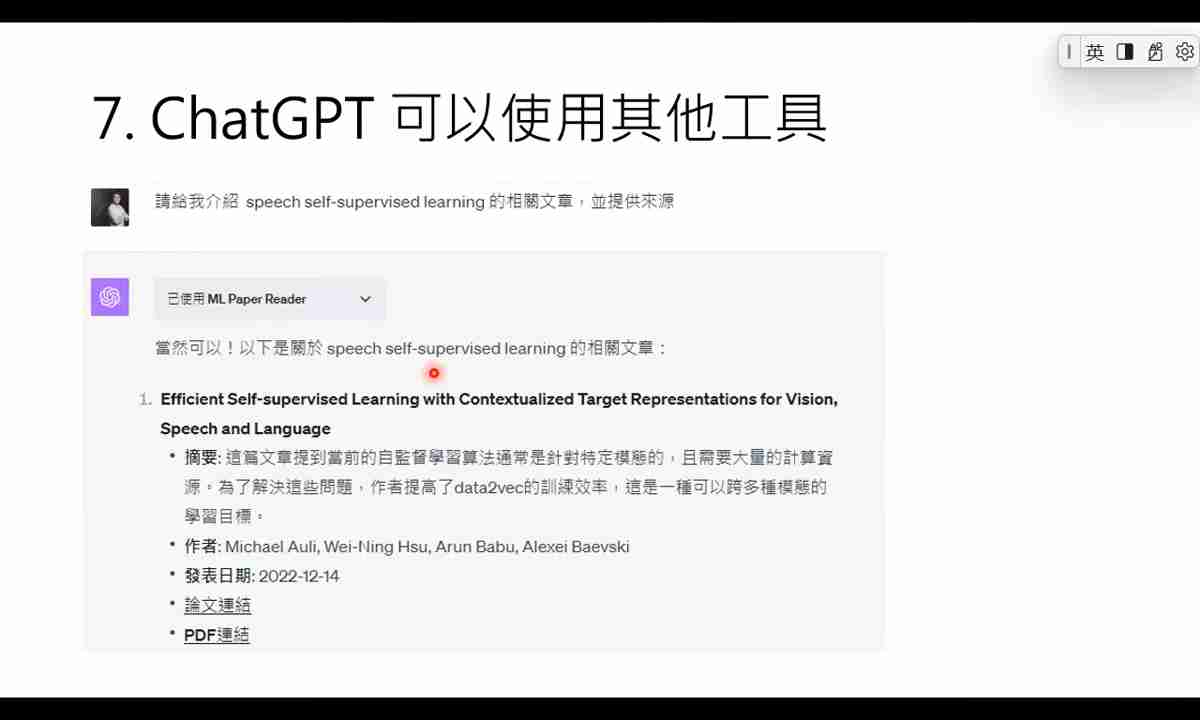 英
7. ChatGPT 可以使用其他工具
請給我介紹 speech self-supervised learning 的相關文章，並提供來源
已使用 ML Paper Reader
當然可以！以下是關於 speech self-supervised learning 的相關文章：
1. Efficient Self-supervised Learning with Contextualized Target Representations for Vision,
Speech and Language
• 摘要: 這篇文章提到當前的自監督學習算法通常是針對特定模態的，且需要大量的計算資
源。為了解決這些問題，作者提高了data2vec的訓練效率，這是一種可以跨多種模態的
學習目標。
• 作者: Michael Auli, Wei-Ning Hsu, Arun Babu, Alexei Baevski
• 發表日期: 2022-12-14
• 論文連結
• PDF連結